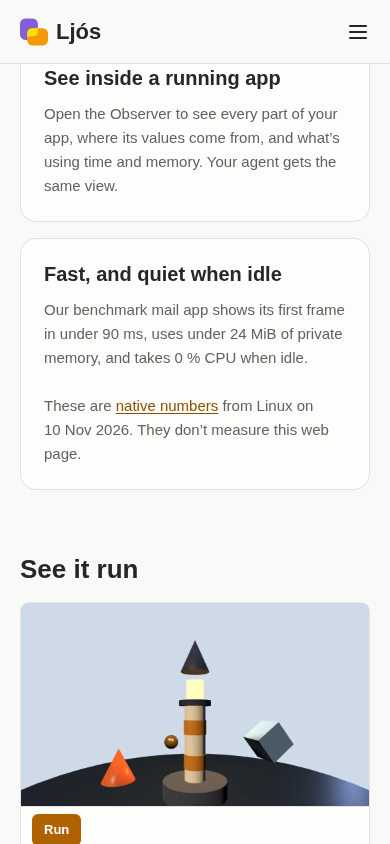 Ljós
See inside a running app
Open the Observer to see every part of your
app, where its values come from, and what’s
using time and memory. Your agent gets the
same view.
Fast, and quiet when idle
Our benchmark mail app shows its first frame
in under 90 ms, uses under 24 MiB of private
memory, and takes 0 % CPU when idle.
These are native numbers from Linux on
10 Nov 2026. They don’t measure this web
page.
See it run
Run